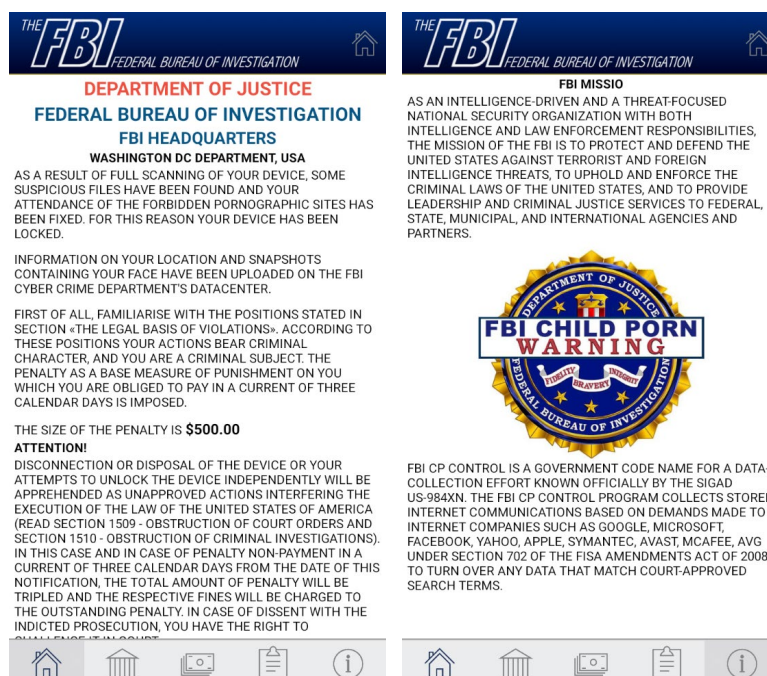 THE FBI FEDERAL BUREAU OF INVESTIGATION
DEPARTMENT OF JUSTICE
FEDERAL BUREAU OF INVESTIGATION
FBI HEADQUARTERS
WASHINGTON DC DEPARTMENT, USA
AS A RESULT OF FULL SCANNING OF YOUR DEVICE, SOME
SUSPICIOUS FILES HAVE BEEN FOUND AND YOUR
ATTENDANCE OF THE FORBIDDEN PORNOGRAPHIC SITES HAS
BEEN FIXED. FOR THIS REASON YOUR DEVICE HAS BEEN
LOCKED.
INFORMATION ON YOUR LOCATION AND SNAPSHOTS
CONTAINING YOUR FACE HAVE BEEN UPLOADED ON THE FBI
CYBER CRIME DEPARTMENT'S DATACENTER.
FIRST OF ALL, FAMILIARISE WITH THE POSITIONS STATED IN
SECTION «THE LEGAL BASIS OF VIOLATIONS». ACCORDING TO
THESE POSITIONS YOUR ACTIONS BEAR CRIMINAL
CHARACTER, AND YOU ARE A CRIMINAL SUBJECT. THE
PENALTY AS A BASE MEASURE OF PUNISHMENT ON YOU
WHICH YOU ARE OBLIGED TO PAY IN A CURRENT OF THREE
CALENDAR DAYS IS IMPOSED.
THE SIZE OF THE PENALTY IS $500.00
ATTENTION!
DISCONNECTION OR DISPOSAL OF THE DEVICE OR YOUR
ATTEMPTS TO UNLOCK THE DEVICE INDEPENDENTLY WILL BE
APPREHENDED AS UNAPPROVED ACTIONS INTERFERING THE
EXECUTION OF THE LAW OF THE UNITED STATES OF AMERICA
(READ SECTION 1509 - OBSTRUCTION OF COURT ORDERS AND
SECTION 1510 - OBSTRUCTION OF CRIMINAL INVESTIGATIONS).
IN THIS CASE AND IN CASE OF PENALTY NON-PAYMENT IN A
CURRENT OF THREE CALENDAR DAYS FROM THE DATE OF THIS
NOTIFICATION, THE TOTAL AMOUNT OF PENALTY WILL BE
TRIPLED AND THE RESPECTIVE FINES WILL BE CHARGED TO
THE OUTSTANDING PENALTY. IN CASE OF DISSENT WITH THE
INDICTED PROSECUTION, YOU HAVE THE RIGHT TO
CHALLENGE IT IN COURT
THE FBI FEDERAL BUREAU OF INVESTIGATION
FBI MISSIO
AS AN INTELLIGENCE-DRIVEN AND A THREAT-FOCUSED
NATIONAL SECURITY ORGANIZATION WITH BOTH
INTELLIGENCE AND LAW ENFORCEMENT RESPONSIBILITIES,
THE MISSION OF THE FBI IS TO PROTECT AND DEFEND THE
UNITED STATES AGAINST TERRORIST AND FOREIGN
INTELLIGENCE THREATS, TO UPHOLD AND ENFORCE THE
CRIMINAL LAWS OF THE UNITED STATES, AND TO PROVIDE
LEADERSHIP AND CRIMINAL JUSTICE SERVICES TO FEDERAL,
STATE, MUNICIPAL, AND INTERNATIONAL AGENCIES AND
PARTNERS.
DEPARTMENT OF JUSTICE
FBI CHILD PORN
WARNING
FIDELITY BRAVERY INTEGRITY
FEDERAL BUREAU OF INVESTIGATION
FBI CP CONTROL IS A GOVERNMENT CODE NAME FOR A DATA-
COLLECTION EFFORT KNOWN OFFICIALLY BY THE SIGAD
US-984XN. THE FBI CP CONTROL PROGRAM COLLECTS STORED
INTERNET COMMUNICATIONS BASED ON DEMANDS MADE TO
INTERNET COMPANIES SUCH AS GOOGLE, MICROSOFT,
FACEBOOK, YAHOO, APPLE, SYMANTEC, AVAST, MCAFEE, AVG
UNDER SECTION 702 OF THE FISA AMENDMENTS ACT OF 2008
TO TURN OVER ANY DATA THAT MATCH COURT-APPROVED
SEARCH TERMS.